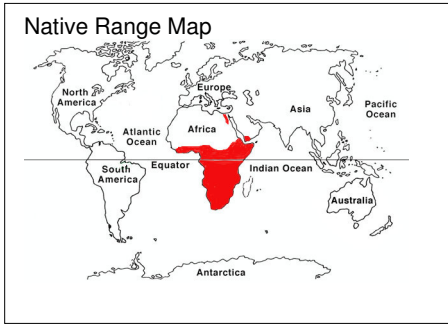 Native Range Map
North
America
Europe
Asia
Pacific
Ocean
Atlantic
Ocean
Africa
Equator
Indian Ocean
South
America
Australia
Antarctica